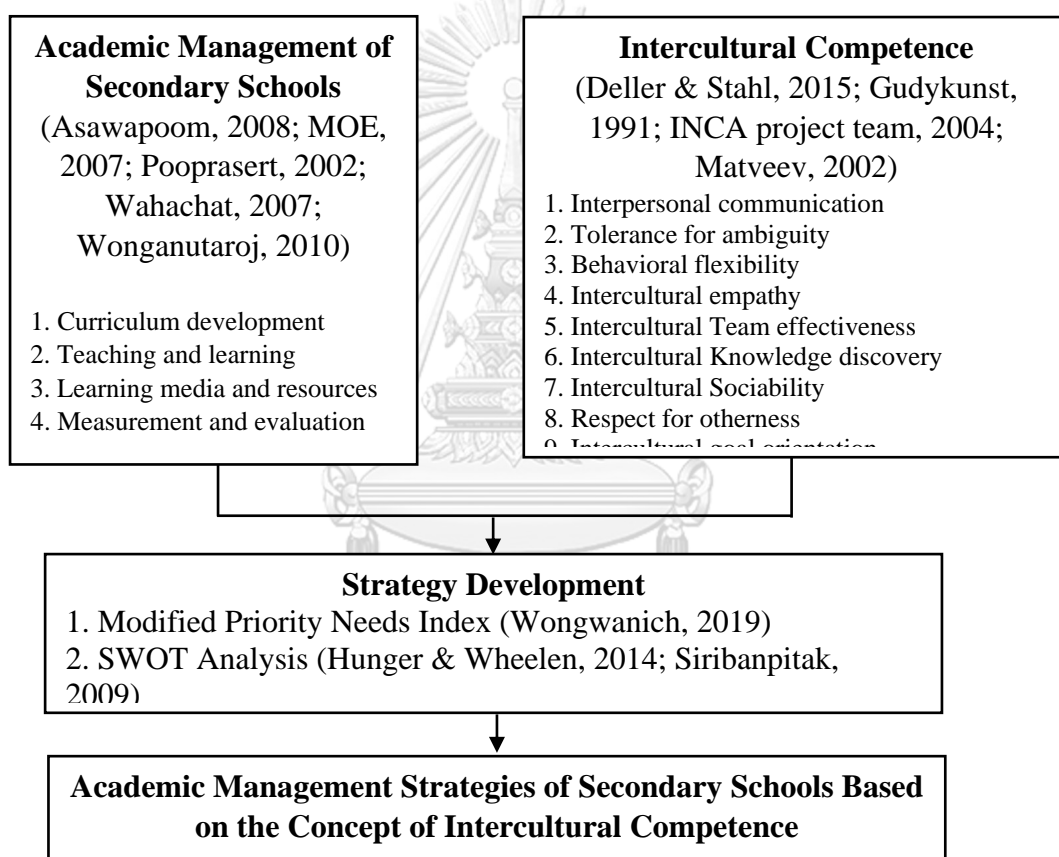 Academic Management of
Secondary Schools
(Asawapoom, 2008; MOE,
2007; Pooprasert, 2002;
Wahachat, 2007;
Wonganutaroj, 2010)
1. Curriculum development
2. Teaching and learning
3. Learning media and resources
4. Measurement and evaluation
Intercultural Competence
(Deller & Stahl, 2015; Gudykunst,
1991; INCA project team, 2004;
Matveev, 2002)
1. Interpersonal communication
2. Tolerance for ambiguity
3. Behavioral flexibility
4. Intercultural empathy
5. Intercultural Team effectiveness
6. Intercultural Knowledge discovery
7. Intercultural Sociability
8. Respect for otherness
9. Intercultural goal orientation
Strategy Development
1. Modified Priority Needs Index (Wongwanich, 2019)
2. SWOT Analysis (Hunger & Wheelen, 2014; Siribanpitak,
2009)
Academic Management Strategies of Secondary Schools Based
on the Concept of Intercultural Competence